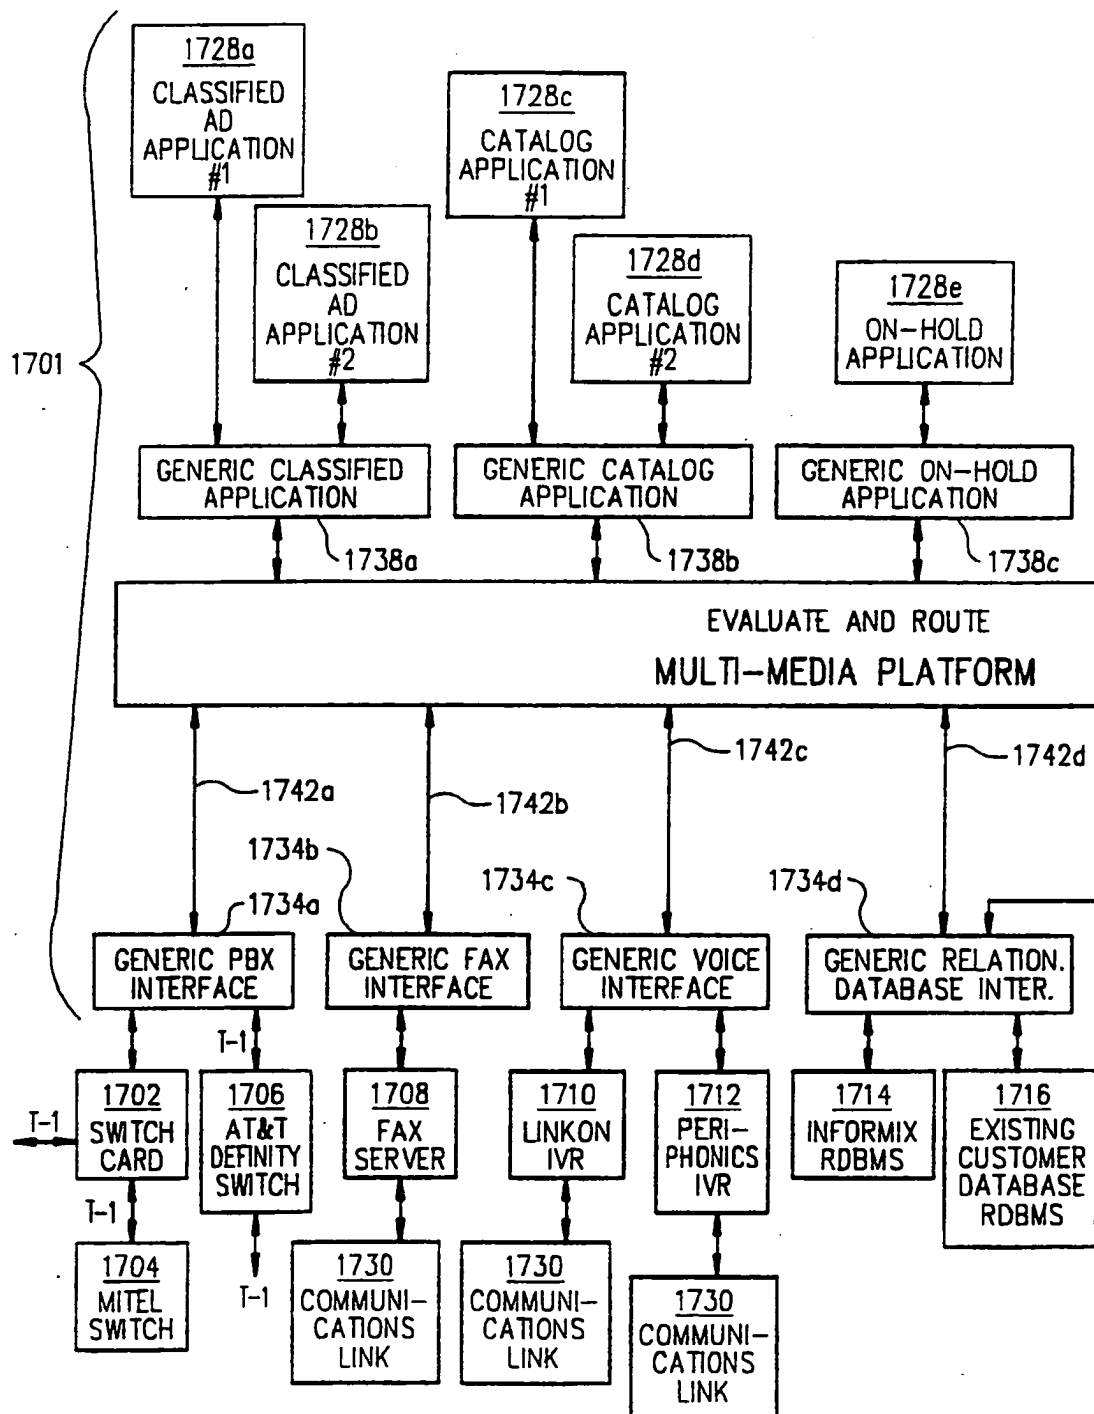 1728a
CLASSIFIED
AD
APPLICATION
#1
1728c
CATALOG
APPLICATION
#1
1728b
CLASSIFIED
AD
APPLICATION
#2
1728d
CATALOG
APPLICATION
#2
1728e
ON-HOLD
APPLICATION
1701
GENERIC CLASSIFIED
APPLICATION
GENERIC CATALOG
APPLICATION
GENERIC ON-HOLD
APPLICATION
1738a
1738b
1738c
EVALUATE AND ROUTE
MULTI-MEDIA PLATFORM
1742a
1742b
1742c
1742d
1734a
1734b
1734c
1734d
GENERIC PBX
INTERFACE
GENERIC FAX
INTERFACE
GENERIC VOICE
INTERFACE
GENERIC RELATION.
DATABASE INTER.
T-1
T-1
1702
SWITCH
CARD
1706
AT&T
DEFINITY
SWITCH
1708
FAX
SERVER
1710
LINKON
IVR
1712
PERI-
PHONICS
IVR
1714
INFORMIX
RDBMS
1716
EXISTING
CUSTOMER
DATABASE
RDBMS
T-1
1704
MITEL
SWITCH
T-1
1730
COMMUNI-
CATIONS
LINK
1730
COMMUNI-
CATIONS
LINK
1730
COMMUNI-
CATIONS
LINK